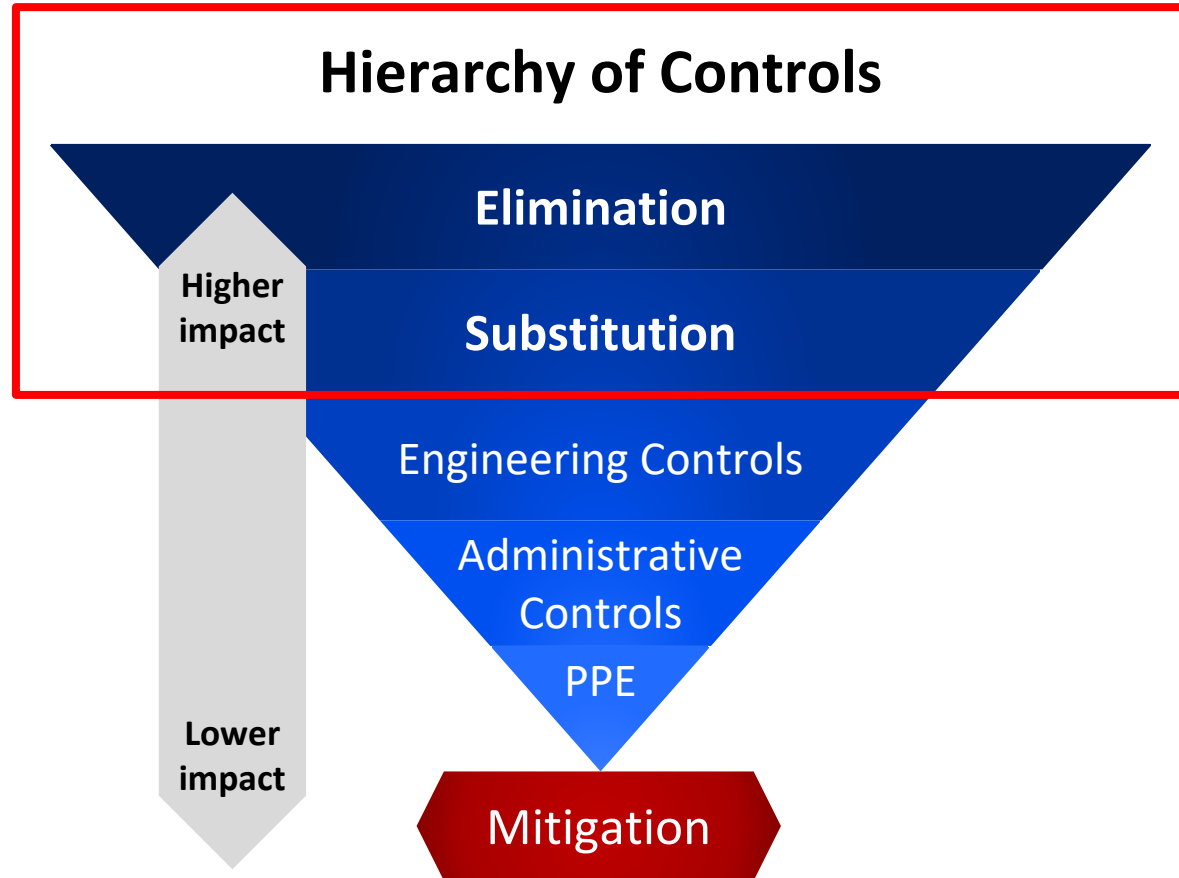 Hierarchy of Controls
Elimination
Higher
impact
Substitution
Engineering Controls
Administrative
Controls
PPE
Lower
impact
Mitigation